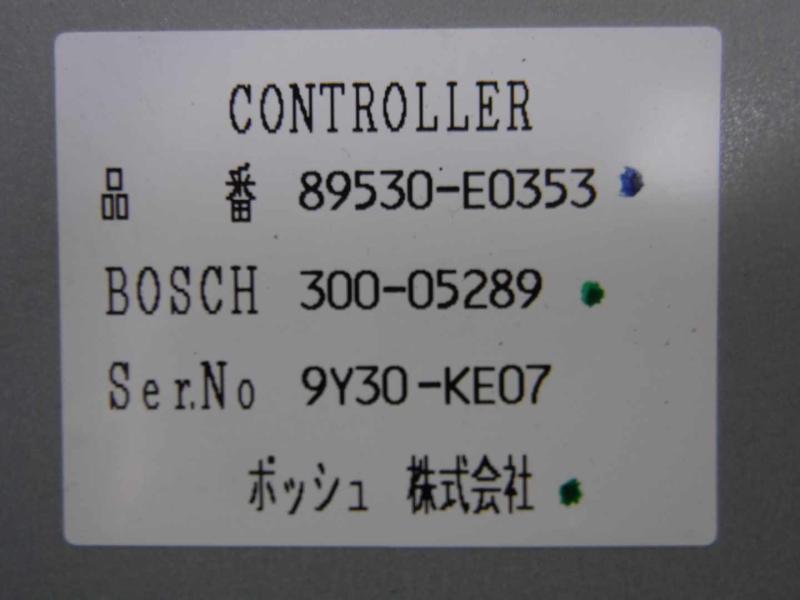 CONTROLLER
品番 89530-E0353
BOSCH 300-05289
Ser.No 9Y30-KE07
ボッシュ 株式会社